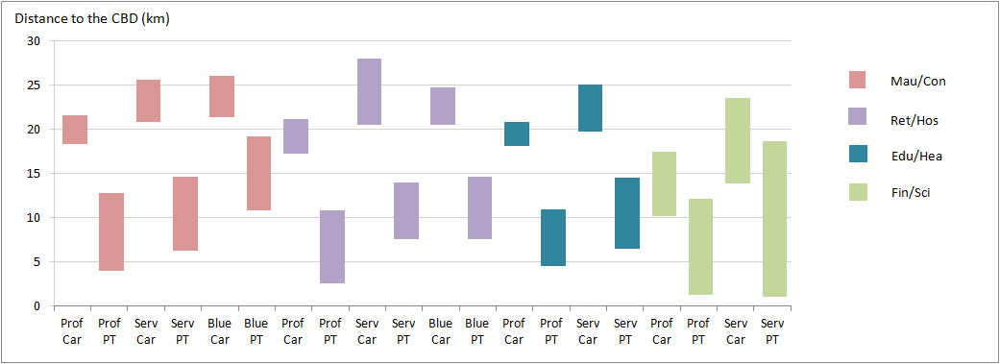 Distance to the CBD (km)
30
25
20
15
10
5
0
Prof Prof Serv Serv Blue Blue Prof Prof Serv Serv Blue Blue Prof Prof Serv Serv Prof Prof Serv Serv
Car PT Car PT Car PT Car PT Car PT Car PT Car PT Car PT Car PT Car PT
Mau/Con
Ret/Hos
Edu/Hea
Fin/Sci